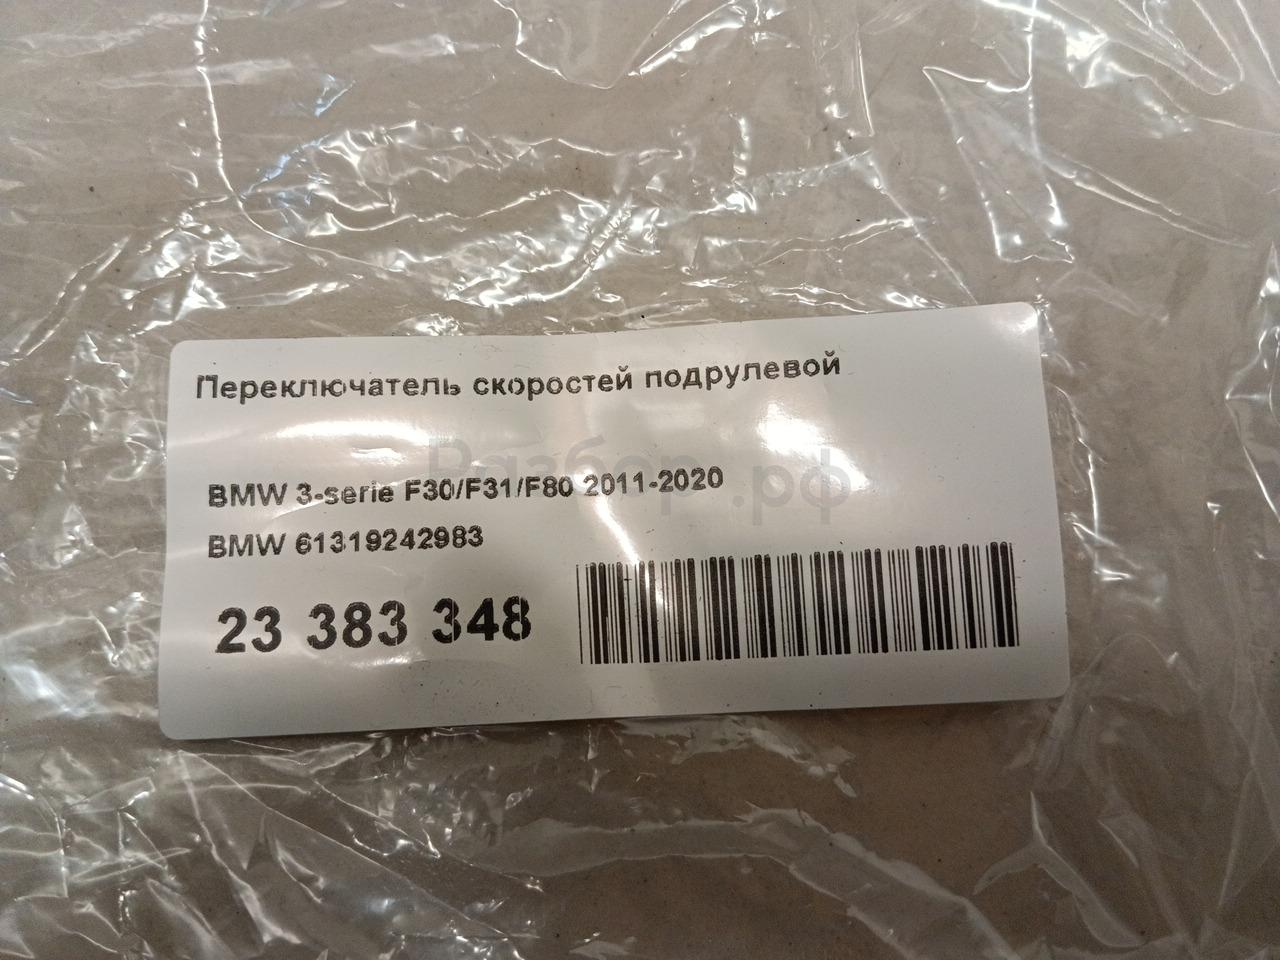 Переключатель скоростей подрулевой
BMW 3-serie F30/F31/F80 2011-2020
Разбор.рф
BMW 61319242983
23 383 348